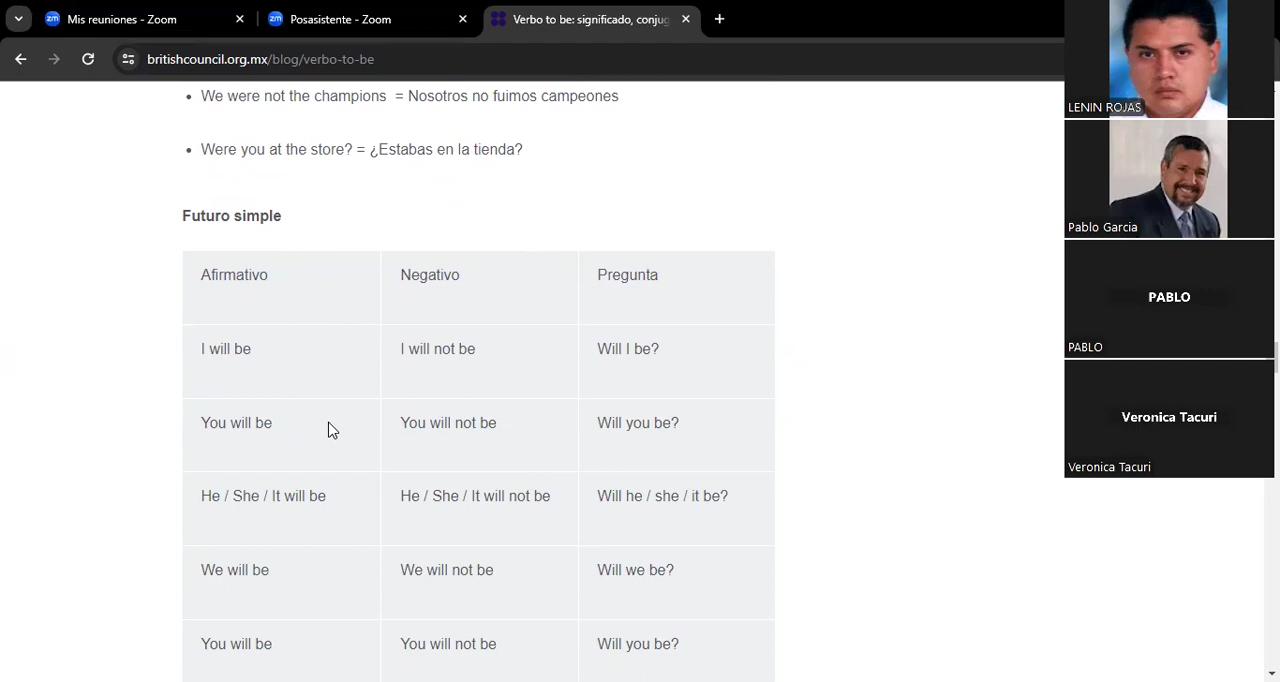 Mis reuniones - Zoom
Posasistente - Zoom
Verbo to be: significado, conjug
britishcouncil.org.mx/blog/verbo-to-be
We were not the champions = Nosotros no fuimos campeones
Were you at the store? = ¿Estabas en la tienda?
Futuro simple
Afirmativo Negativo Pregunta
I will be I will not be Will I be?
You will be You will not be Will you be?
He / She / It will be He / She / It will not be Will he / she / it be?
We will be We will not be Will we be?
You will be You will not be Will you be?
LENIN ROJAS
Pablo Garcia
PABLO
PABLO
Veronica Tacuri
Veronica Tacuri